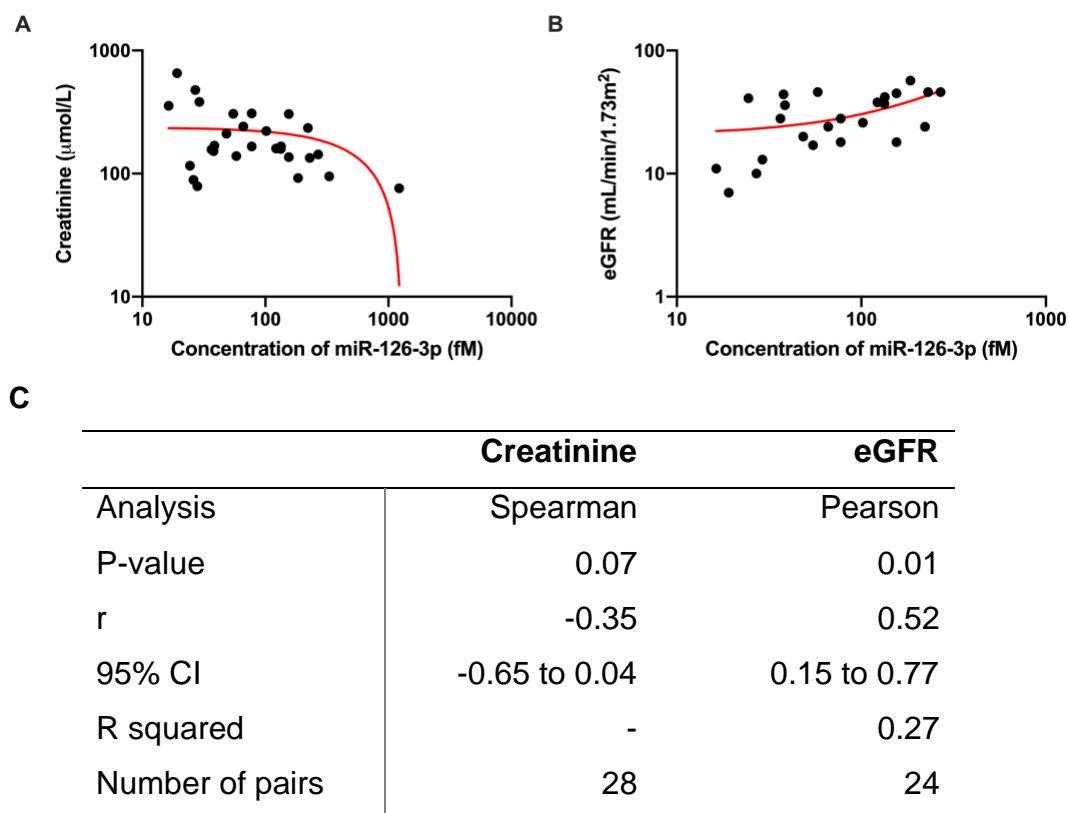 A
Creatinine (μmol/L)
1000
100
10
10 100 1000 10000
Concentration of miR-126-3p (fM)
B
eGFR (mL/min/1.73m²)
100
10
1
10 100 1000
Concentration of miR-126-3p (fM)
C
Creatinine eGFR
Analysis Spearman Pearson
P-value 0.07 0.01
r -0.35 0.52
95% CI -0.65 to 0.04 0.15 to 0.77
R squared - 0.27
Number of pairs 28 24